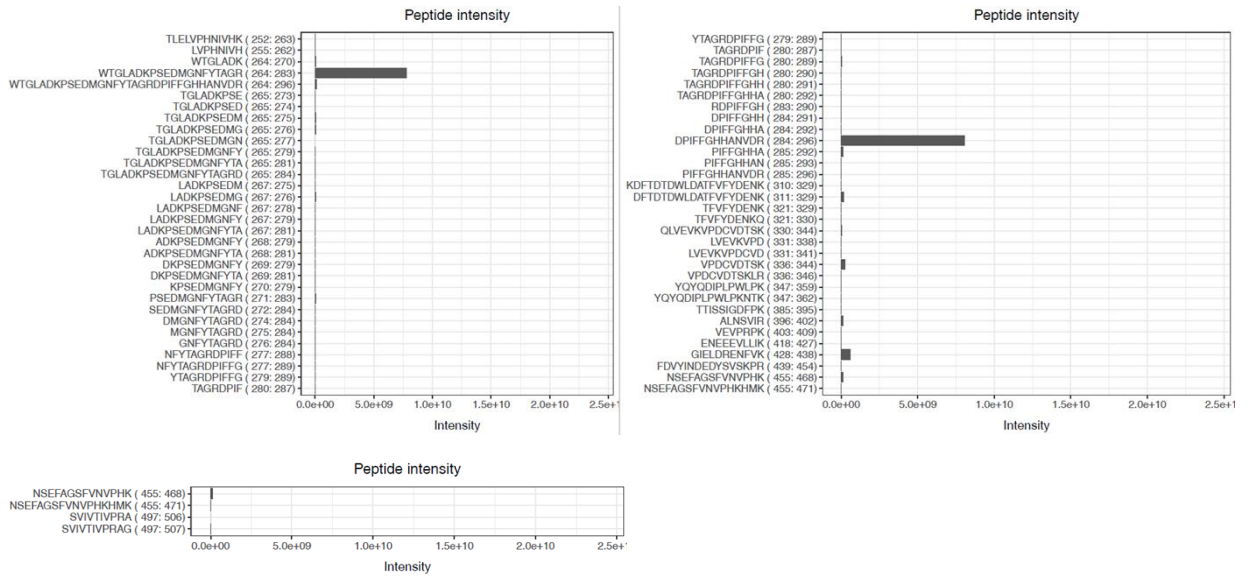 Peptide intensity
TLELVPHNIVHK ( 252: 263)
LVPHNIVH ( 255: 262)
WTGLADK ( 264: 270)
WTGLADKPSEDMGNFYTAGR ( 264: 283)
WTGLADKPSEDMGNFYTAGRDPIFFGHHANVDR ( 264: 296)
TGLADKPSE ( 265: 273)
TGLADKPSED ( 265: 274)
TGLADKPSEDM ( 265: 275)
TGLADKPSEDMG ( 265: 276)
TGLADKPSEDMGN ( 265: 277)
TGLADKPSEDMGNFY ( 265: 279)
TGLADKPSEDMGNFYTA ( 265: 281)
TGLADKPSEDMGNFYTAGRD ( 265: 284)
LADKPSEDM ( 267: 275)
LADKPSEDMG ( 267: 276)
LADKPSEDMGNF ( 267: 278)
LADKPSEDMGNFY ( 267: 279)
LADKPSEDMGNFYTA ( 267: 281)
ADKPSEDMGNFY ( 268: 279)
ADKPSEDMGNFYTA ( 268: 281)
DKPSEDMGNFY ( 269: 279)
DKPSEDMGNFYTA ( 269: 281)
KPSEDMGNFY ( 270: 279)
PSEDMGNFYTAGR ( 271: 283)
SEDMGNFYTAGRD ( 272: 284)
DMGNFYTAGRD ( 274: 284)
MGNFYTAGRD ( 275: 284)
GNFYTAGRD ( 276: 284)
NFYTAGRDPIFF ( 277: 288)
NFYTAGRDPIFFG ( 277: 289)
YTAGRDPIFFG ( 279: 289)
TAGRDPIF ( 280: 287)
0.0e+00 5.0e+09 1.0e+10 1.5e+10 2.0e+10 2.5e+1
Intensity
Peptide intensity
YTAGRDPIFFG ( 279: 289)
TAGRDPIF ( 280: 287)
TAGRDPIFFG ( 280: 289)
TAGRDPIFFGH ( 280: 290)
TAGRDPIFFGHH ( 280: 291)
TAGRDPIFFGHHA ( 280: 292)
RDPIFFGH ( 283: 290)
DPIFFGHH ( 284: 291)
DPIFFGHHA ( 284: 292)
DPIFFGHHANVDR ( 284: 296)
PIFFGHHA ( 285: 292)
PIFFGHHAN ( 285: 293)
PIFFGHHANVDR ( 285: 296)
KDFTDTDWLDATFVFYDENK ( 310: 329)
DFTDTDWLDATFVFYDENK ( 311: 329)
TFVFYDENK ( 321: 329)
TFVFYDENKQ ( 321: 330)
QLVEVKVPDCVDTSK ( 330: 344)
LVEVKVPD ( 331: 338)
LVEVKVPDCVD ( 331: 341)
VPDCVDTSK ( 336: 344)
VPDCVDTSKLR ( 336: 346)
YQYQDIPLPWLPK ( 347: 359)
YQYQDIPLPWLPKNTK ( 347: 362)
TTISSIGDFPK ( 385: 395)
ALNSVIR ( 396: 402)
VEVPRPK ( 403: 409)
ENEEEVLLIK ( 418: 427)
GIELDRENFVK ( 428: 438)
FDVYINDEDYSVSKPR ( 439: 454)
NSEFAGSFVNVPHK ( 455: 468)
NSEFAGSFVNVPHKHMK ( 455: 471)
0.0e+00 5.0e+09 1.0e+10 1.5e+10 2.0e+10 2.5e+1
Intensity
Peptide intensity
NSEFAGSFVNVPHK ( 455: 468)
NSEFAGSFVNVPHKHMK ( 455: 471)
SVIVTIVPRA ( 497: 506)
SVIVTIVPRAG ( 497: 507)
0.0e+00 5.0e+09 1.0e+10 1.5e+10 2.0e+10 2.5e+1
Intensity